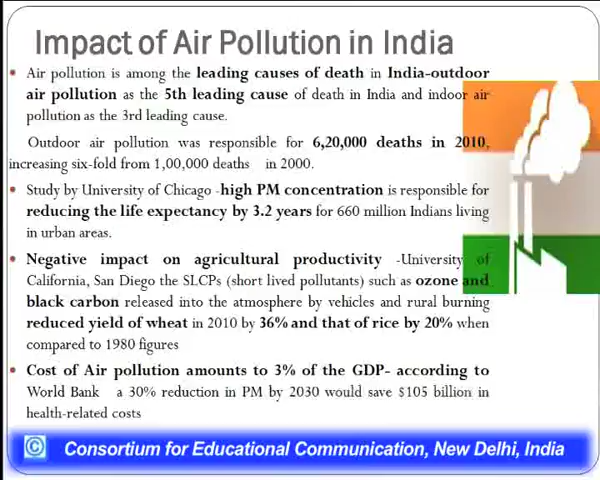 Impact of Air Pollution in India
• Air pollution is among the leading causes of death in India-outdoor
air pollution as the 5th leading cause of death in India and indoor air
pollution as the 3rd leading cause.
Outdoor air pollution was responsible for 6,20,000 deaths in 2010,
increasing six-fold from 1,00,000 deaths in 2000.
• Study by University of Chicago -high PM concentration is responsible for
reducing the life expectancy by 3.2 years for 660 million Indians living
in urban areas.
• Negative impact on agricultural productivity -University of
California, San Diego the SLCPs (short lived pollutants) such as ozone and
black carbon released into the atmosphere by vehicles and rural burning
reduced yield of wheat in 2010 by 36% and that of rice by 20% when
compared to 1980 figures
• Cost of Air pollution amounts to 3% of the GDP- according to
World Bank a 30% reduction in PM by 2030 would save $105 billion in
health-related costs
© Consortium for Educational Communication, New Delhi, India